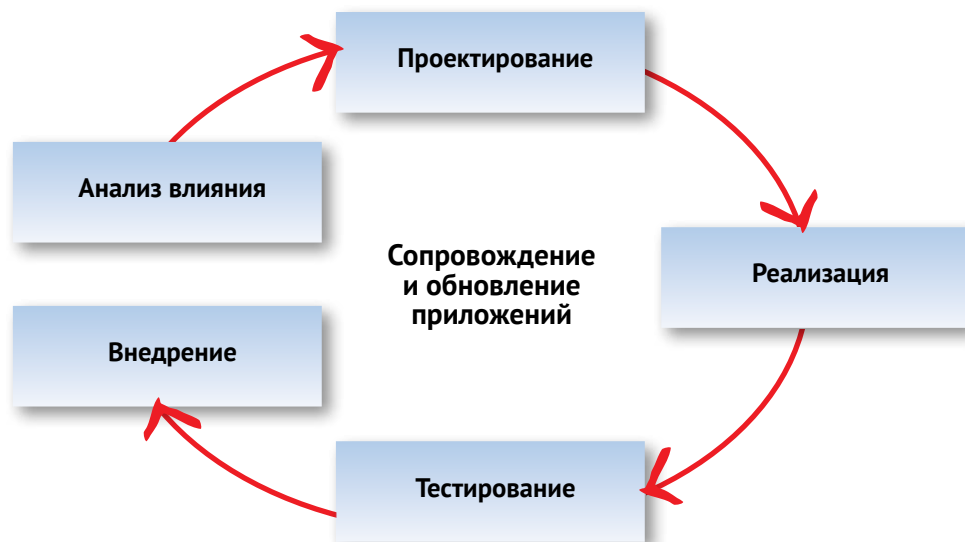 Проектирование
Анализ влияния
Сопровождение
и обновление
приложений
Реализация
Внедрение
Тестирование